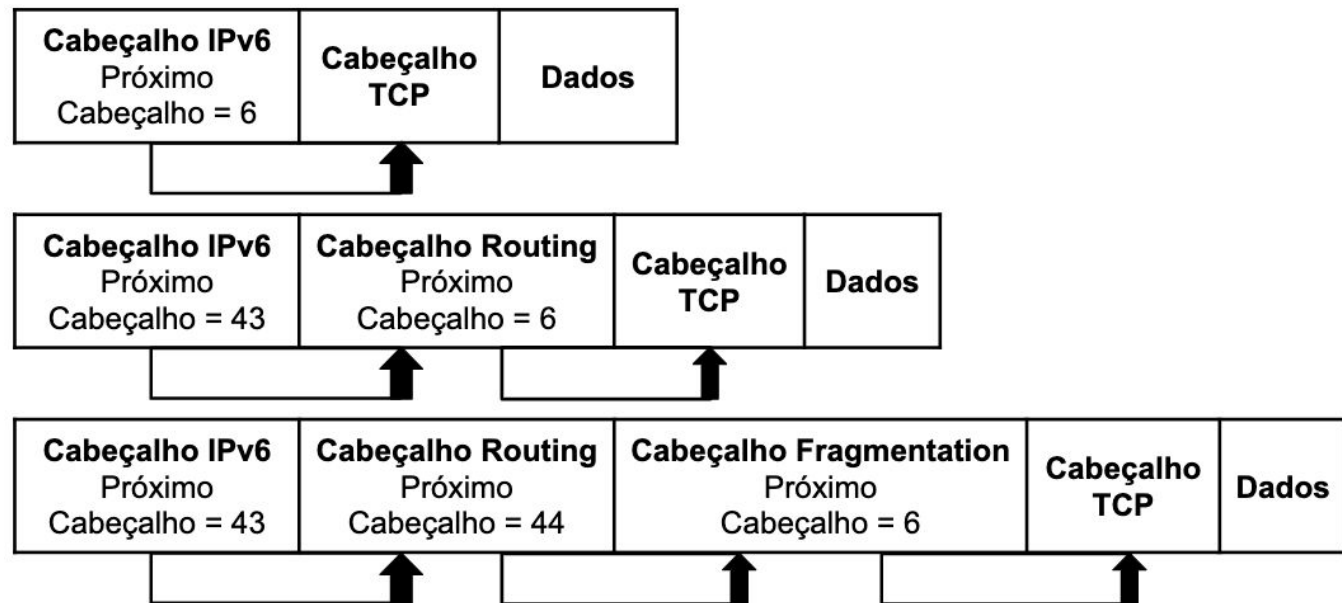 Cabeçalho IPv6
Próximo
Cabeçalho = 6
Cabeçalho
TCP
Dados
Cabeçalho IPv6
Próximo
Cabeçalho = 43
Cabeçalho Routing
Próximo
Cabeçalho = 6
Cabeçalho
TCP
Dados
Cabeçalho IPv6
Próximo
Cabeçalho = 43
Cabeçalho Routing
Próximo
Cabeçalho = 44
Cabeçalho Fragmentation
Próximo
Cabeçalho = 6
Cabeçalho
TCP
Dados